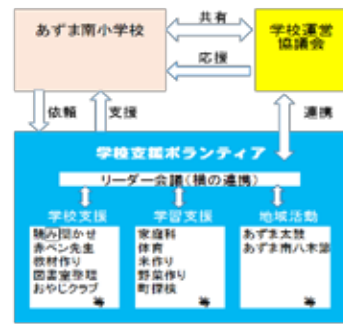 あずま南小学校
共有
学校運営
協議会
応援
依頼
支援
連携
学校支援ボランティア
リーダー会議(横の連携)
学校支援
学習支援
地域活動
読み聞かせ
赤ペン先生
教材作り
図書室整理
おやじクラブ
等
家庭科
体育
米作り
野菜作り
町探検
等
あずま太鼓
あずま南八木節
等